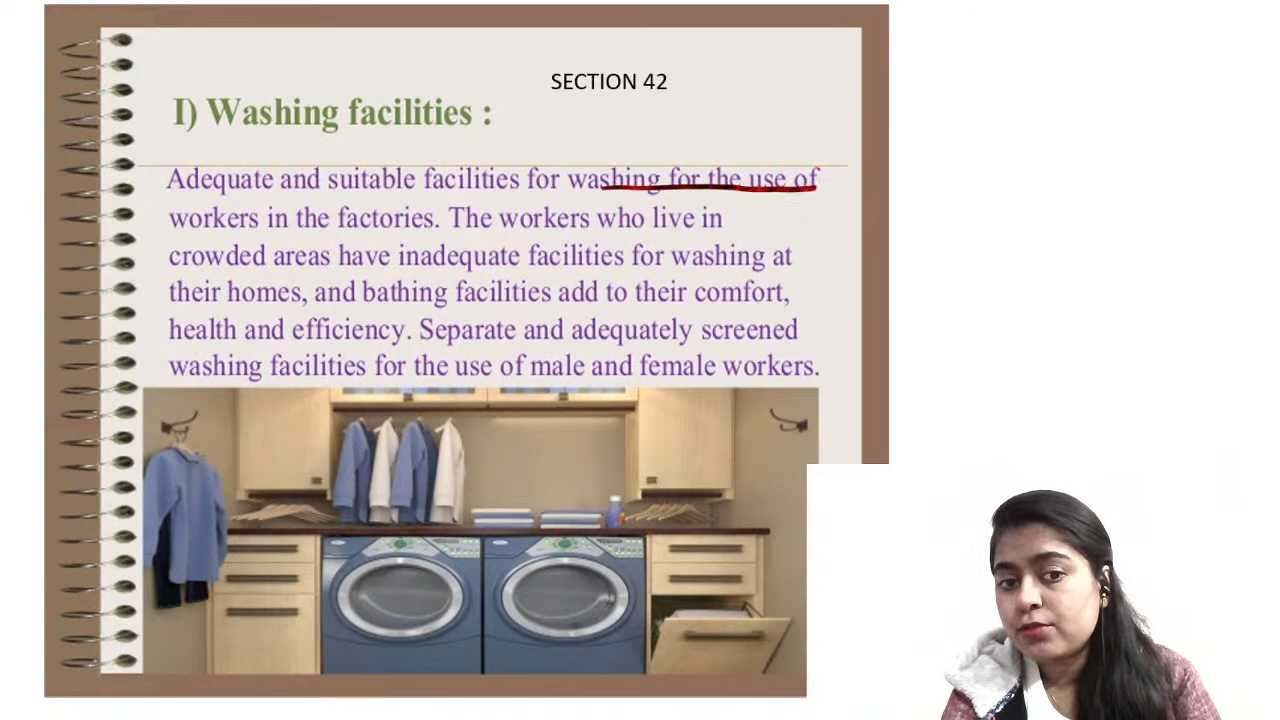 SECTION 42
I) Washing facilities :
Adequate and suitable facilities for washing for the use of
workers in the factories. The workers who live in
crowded areas have inadequate facilities for washing at
their homes, and bathing facilities add to their comfort,
health and efficiency. Separate and adequately screened
washing facilities for the use of male and female workers.